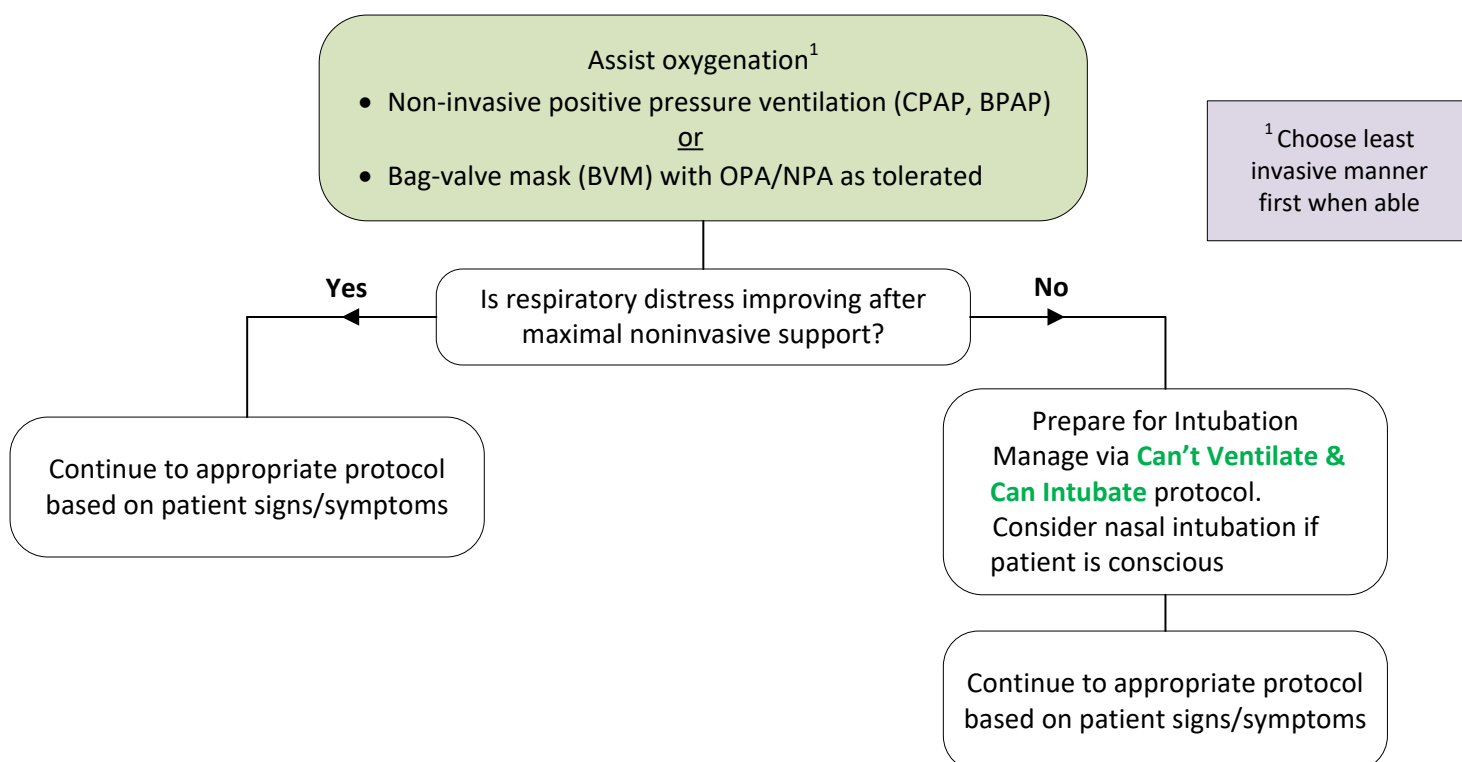 Assist oxygenation1
• Non-invasive positive pressure ventilation (CPAP, BPAP)
or
• Bag-valve mask (BVM) with OPA/NPA as tolerated
1 Choose least
invasive manner
first when able
Yes
Is respiratory distress improving after
maximal noninvasive support?
No
Continue to appropriate protocol
based on patient signs/symptoms
Prepare for Intubation
Manage via Can’t Ventilate &
Can Intubate protocol.
Consider nasal intubation if
patient is conscious
Continue to appropriate protocol
based on patient signs/symptoms